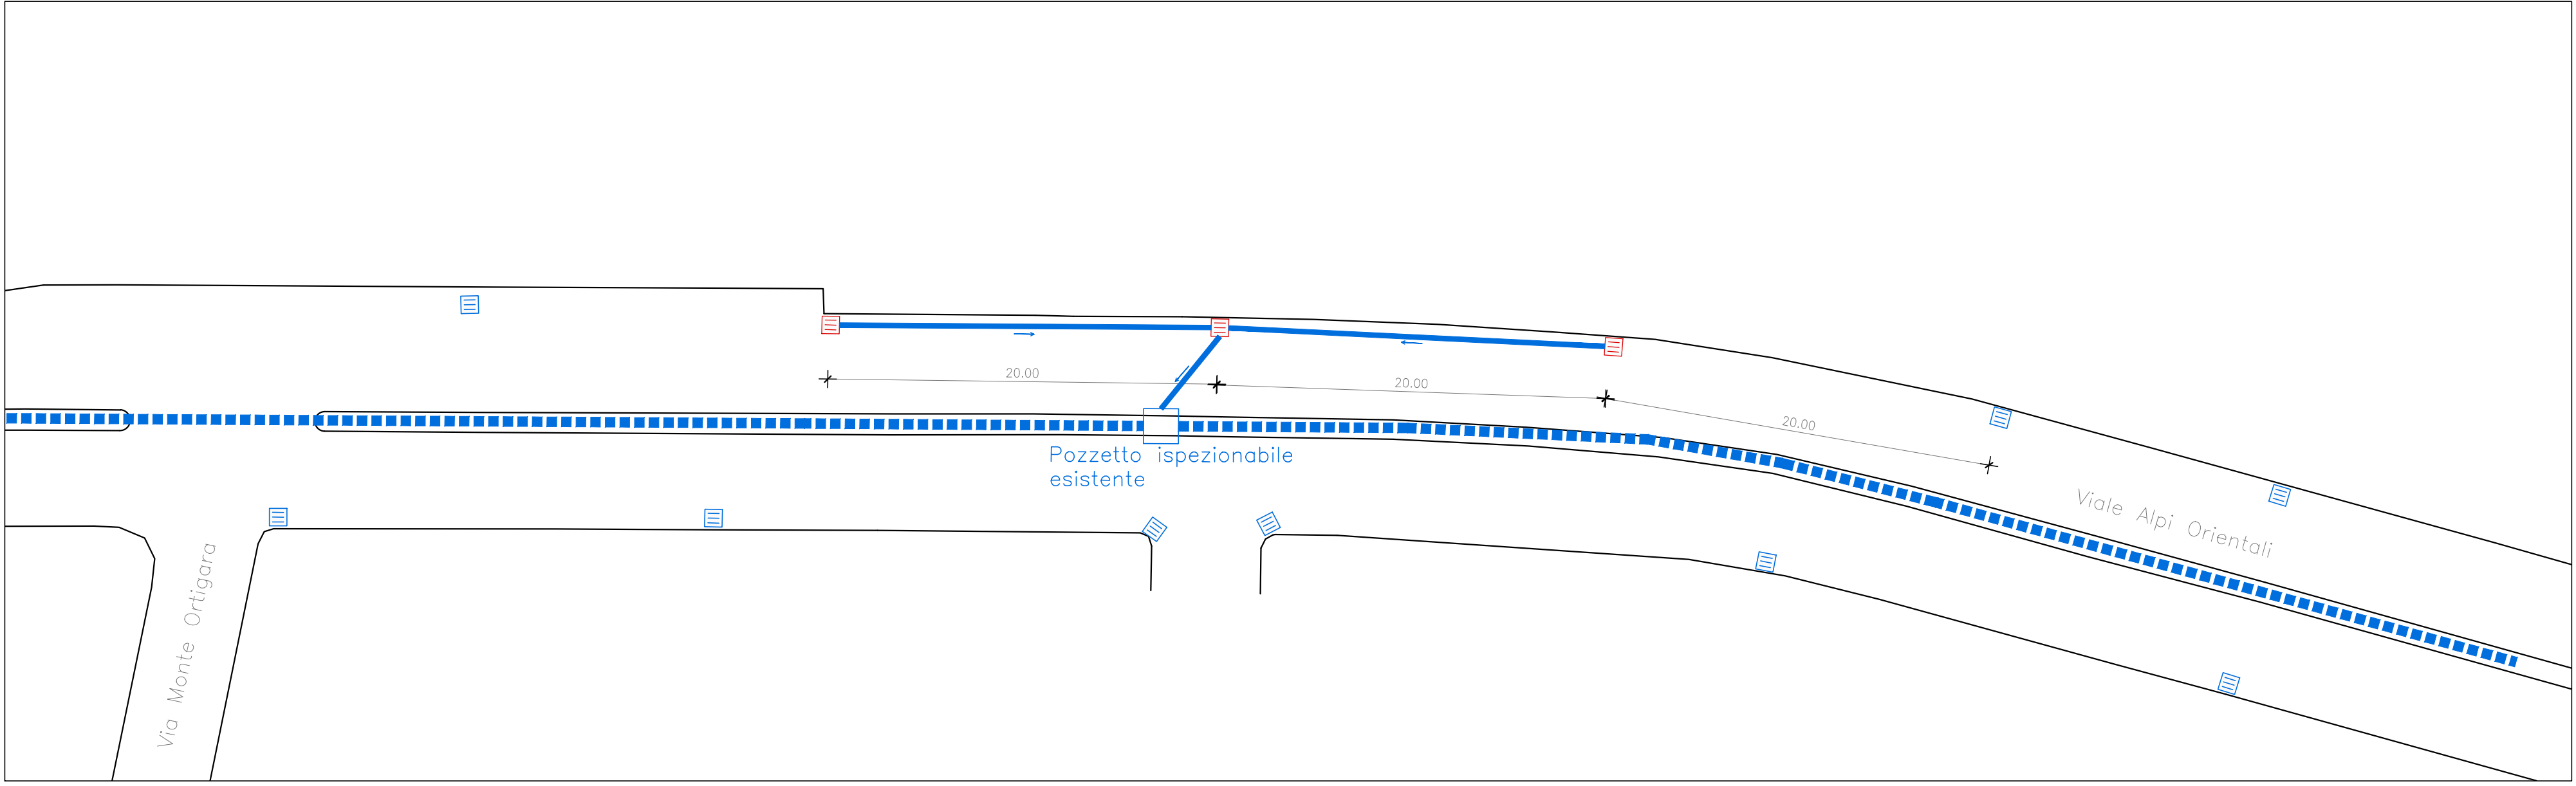 20.00
20.00
20.00
Pozzetto ispezionabile
esistente
Viale Alpi Orientali
Via Monte Ortigara